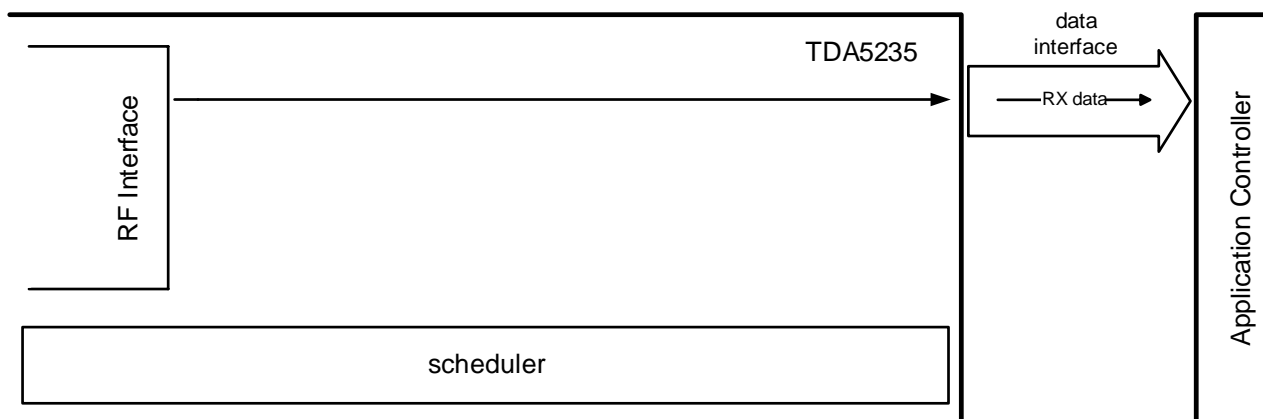 data
interface
TDA5235
RX data
RF Interface
Application Controller
scheduler